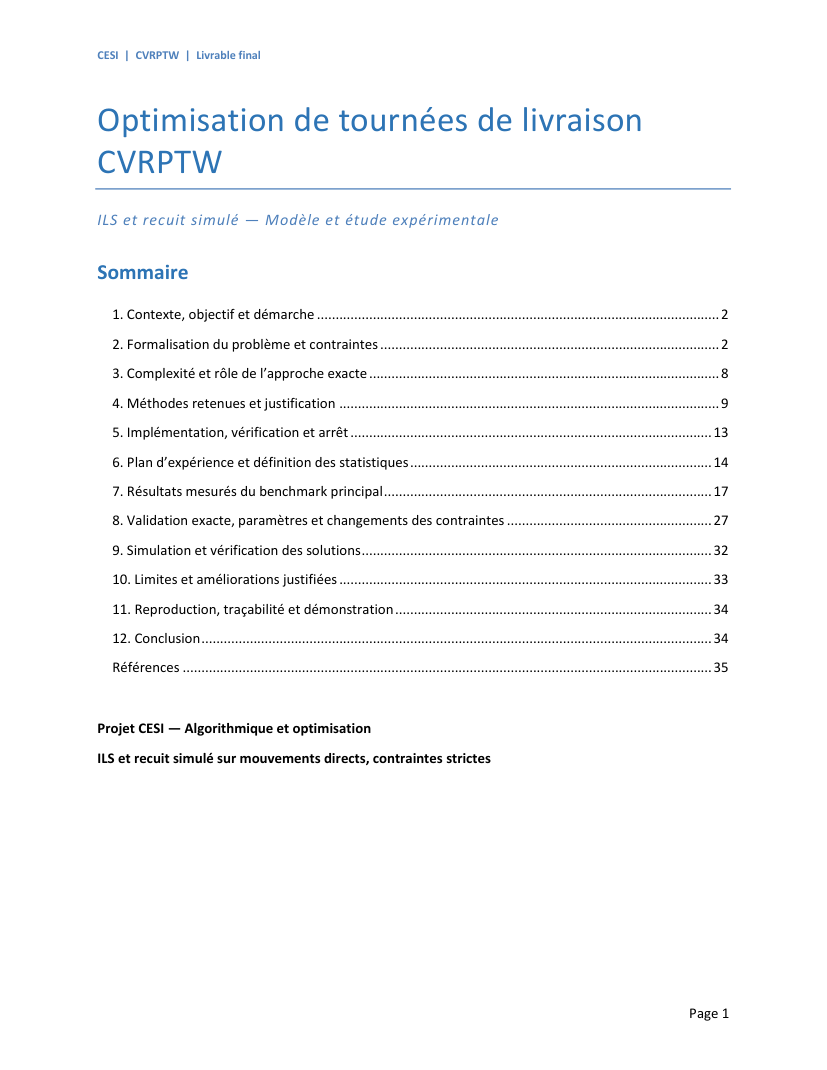 CESI | CVRPTW | Livrable final
Optimisation de tournées de livraison
CVRPTW
ILS et recuit simulé — Modèle et étude expérimentale
Sommaire
1. Contexte, objectif et démarche ........ 2
2. Formalisation du problème et contraintes ........ 2
3. Complexité et rôle de l’approche exacte ........ 8
4. Méthodes retenues et justification ........ 9
5. Implémentation, vérification et arrêt ........ 13
6. Plan d’expérience et définition des statistiques ........ 14
7. Résultats mesurés du benchmark principal ........ 17
8. Validation exacte, paramètres et changements des contraintes ........ 27
9. Simulation et vérification des solutions ........ 32
10. Limites et améliorations justifiées ........ 33
11. Reproduction, traçabilité et démonstration ........ 34
12. Conclusion ........ 34
Références ........ 35
Projet CESI — Algorithmique et optimisation
ILS et recuit simulé sur mouvements directs, contraintes strictes
Page 1